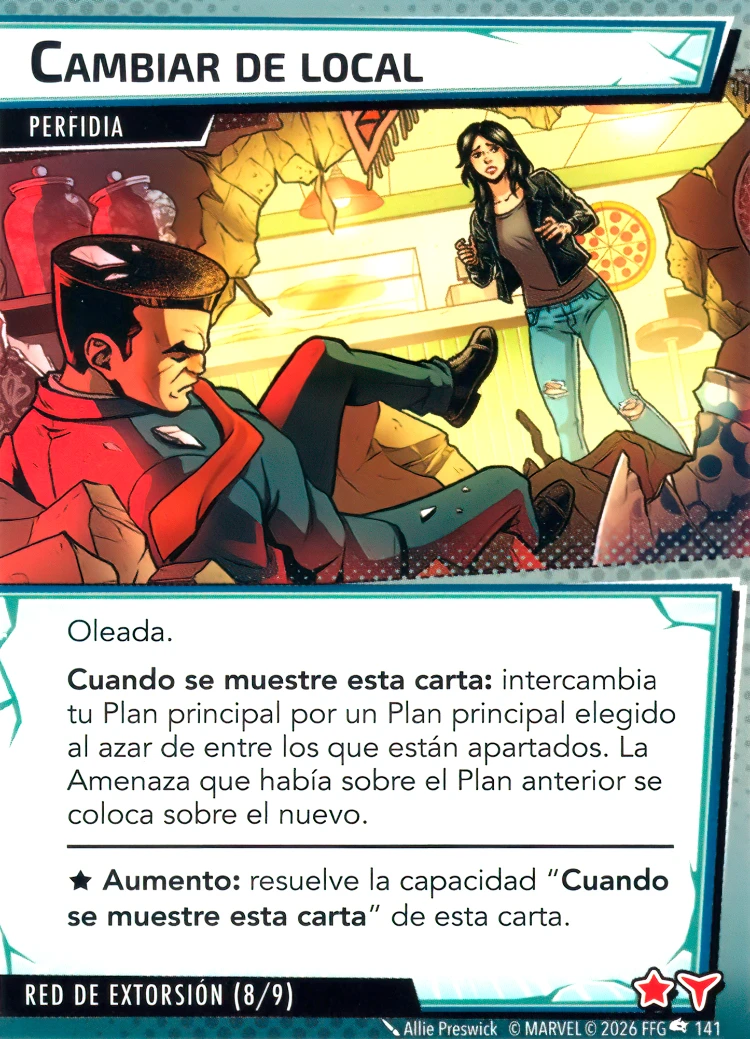 CAMBIAR DE LOCAL
PERFIDIA
Oleada.
Cuando se muestre esta carta: intercambia
tu Plan principal por un Plan principal elegido
al azar de entre los que están apartados. La
Amenaza que había sobre el Plan anterior se
coloca sobre el nuevo.
★ Aumento: resuelve la capacidad “Cuando
se muestre esta carta” de esta carta.
RED DE EXTORSIÓN (8/9)
Allie Preswick © MARVEL © 2026 FFG 141